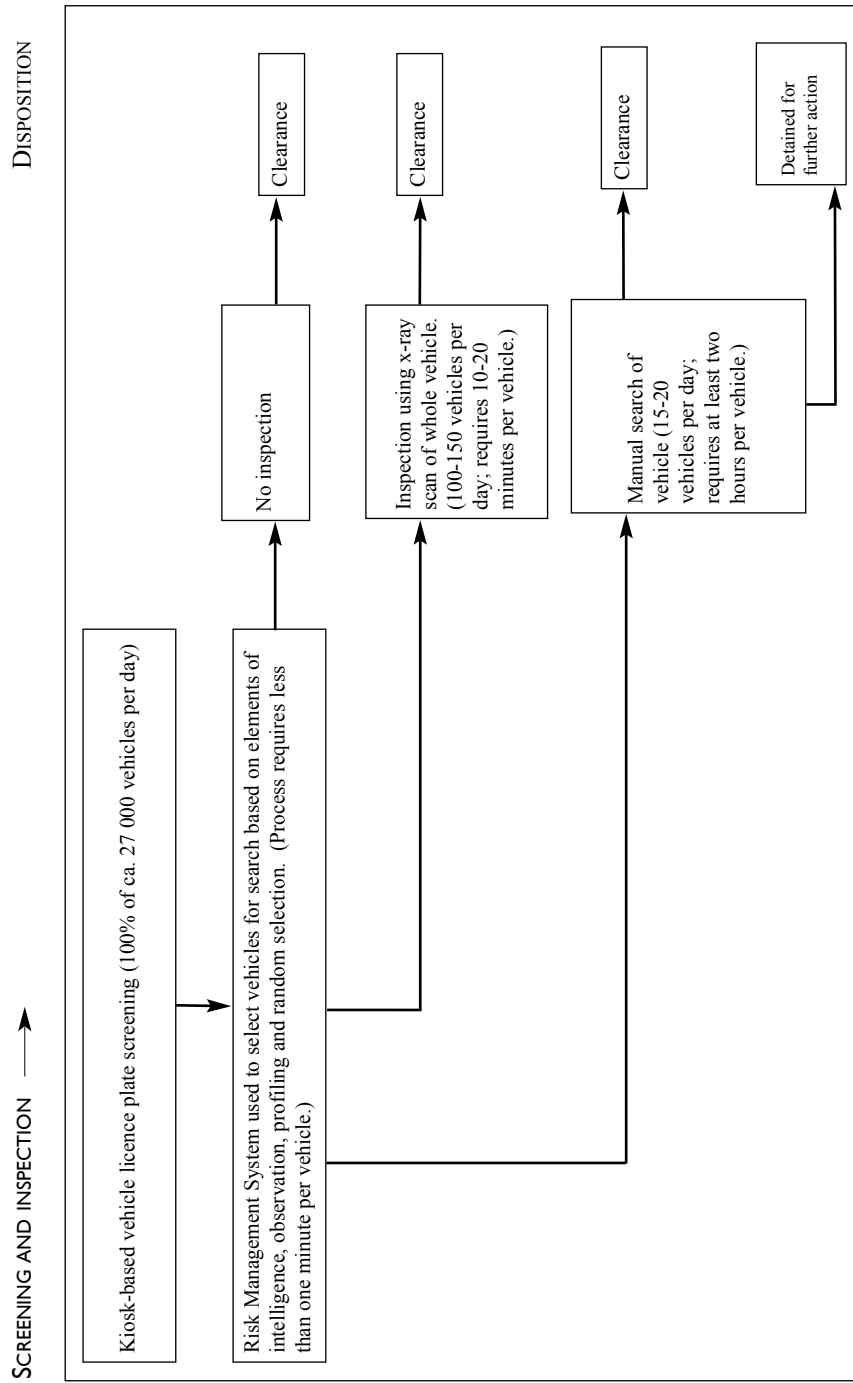 SCREENING AND INSPECTION
DISPOSITION
Kiosk-based vehicle licence plate screening (100% of ca. 27 000 vehicles per day)
Risk Management System used to select vehicles for search based on elements of
intelligence, observation, profiling and random selection. (Process requires less
than one minute per vehicle.)
No inspection
Clearance
Inspection using x-ray
scan of whole vehicle.
(100-150 vehicles per
day; requires 10-20
minutes per vehicle.)
Clearance
Manual search of
vehicle (15-20
vehicles per day;
requires at least two
hours per vehicle.)
Clearance
Detained for
further action